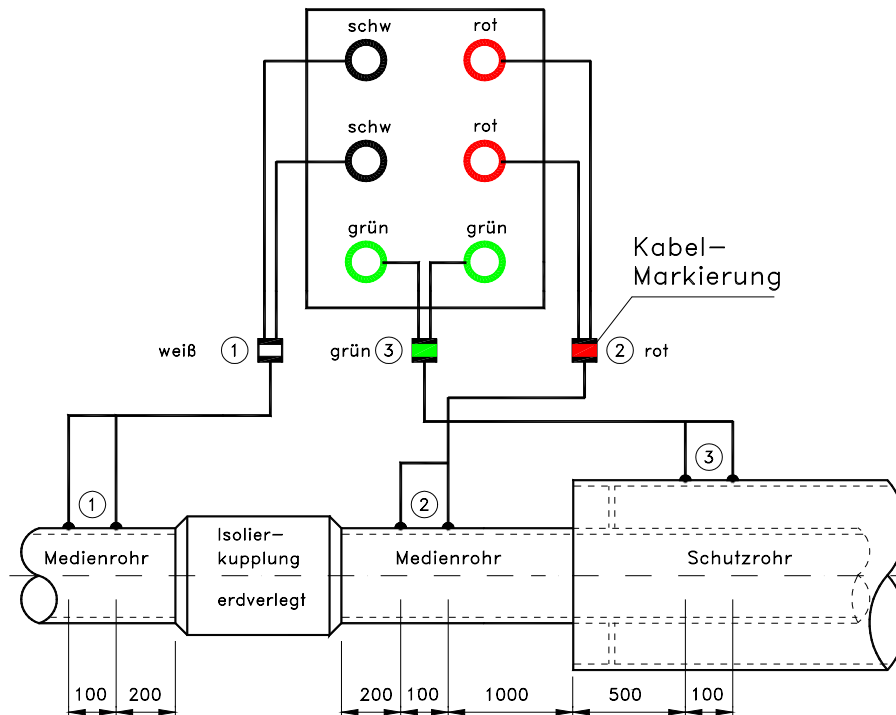 schw rot
schw rot
grün grün
Kabel-
Markierung
weiß 1 grün 3 2 rot
1 2 3
Medienrohr
Isolier-
kupplung
erdverlegt
Medienrohr
Schutzrohr
100 200 200 100 1000 500 100